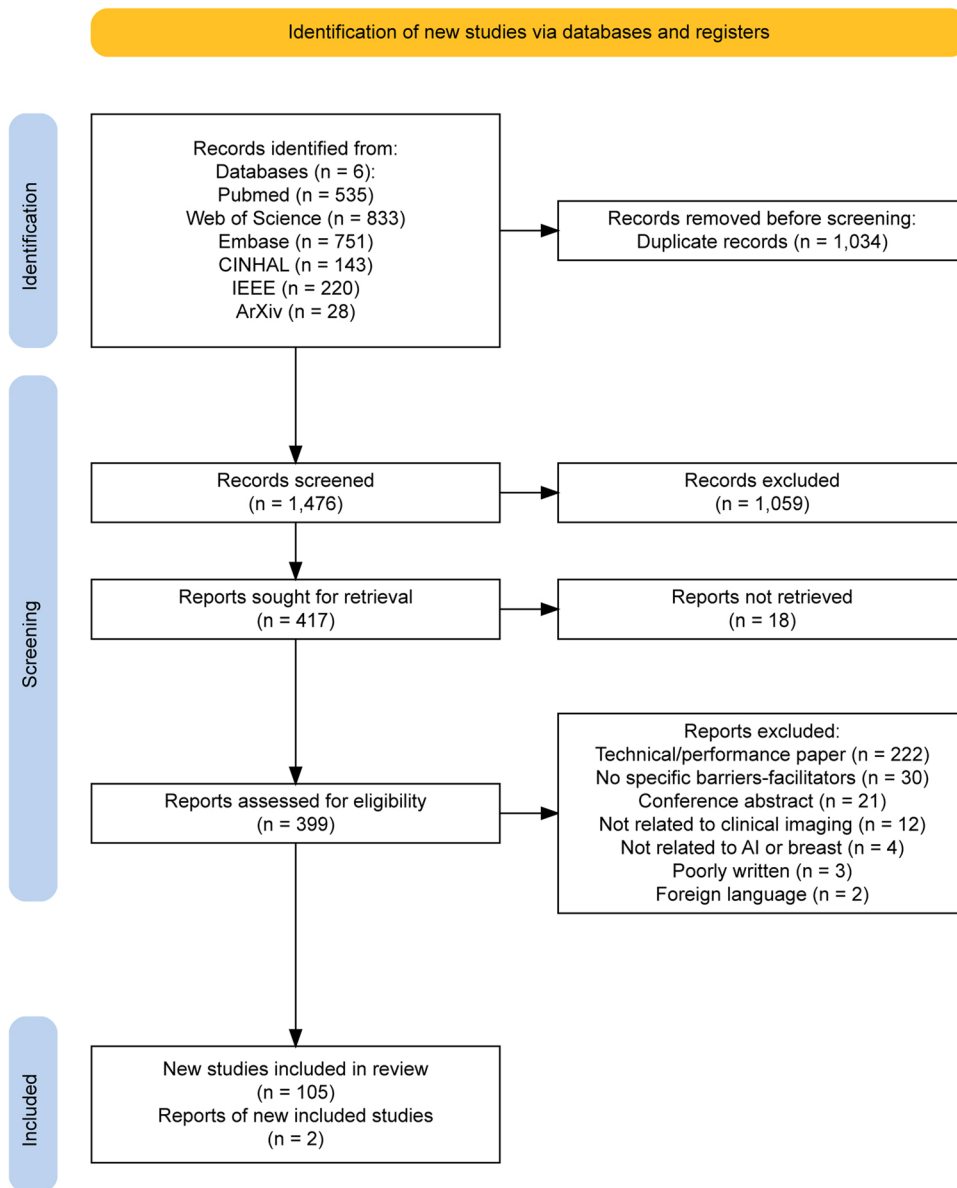 Identification of new studies via databases and registers
Identification
Records identified from:
Databases (n = 6):
Pubmed (n = 535)
Web of Science (n = 833)
Embase (n = 751)
CINHAL (n = 143)
IEEE (n = 220)
ArXiv (n = 28)
Records removed before screening:
Duplicate records (n = 1,034)
Screening
Records screened
(n = 1,476)
Records excluded
(n = 1,059)
Reports sought for retrieval
(n = 417)
Reports not retrieved
(n = 18)
Reports assessed for eligibility
(n = 399)
Reports excluded:
Technical/performance paper (n = 222)
No specific barriers-facilitators (n = 30)
Conference abstract (n = 21)
Not related to clinical imaging (n = 12)
Not related to AI or breast (n = 4)
Poorly written (n = 3)
Foreign language (n = 2)
Included
New studies included in review
(n = 105)
Reports of new included studies
(n = 2)